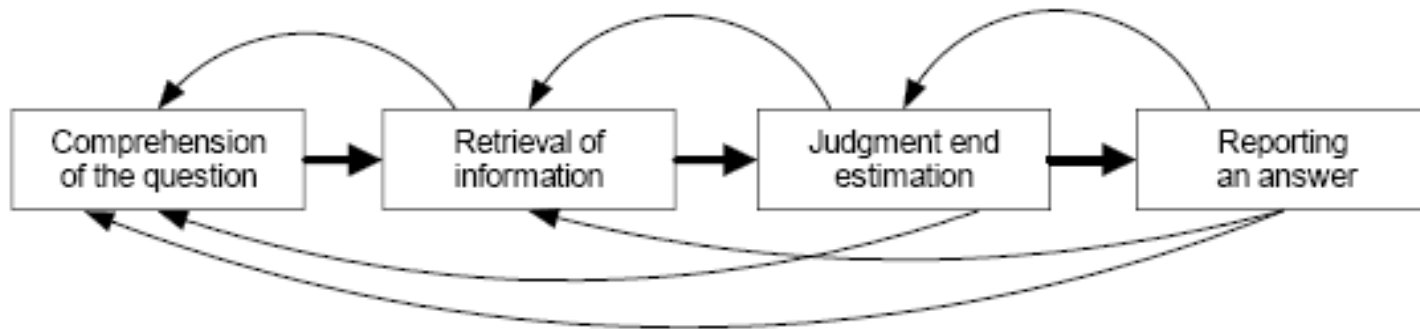 Comprehension
of the question
Retrieval of
information
Judgment end
estimation
Reporting
an answer